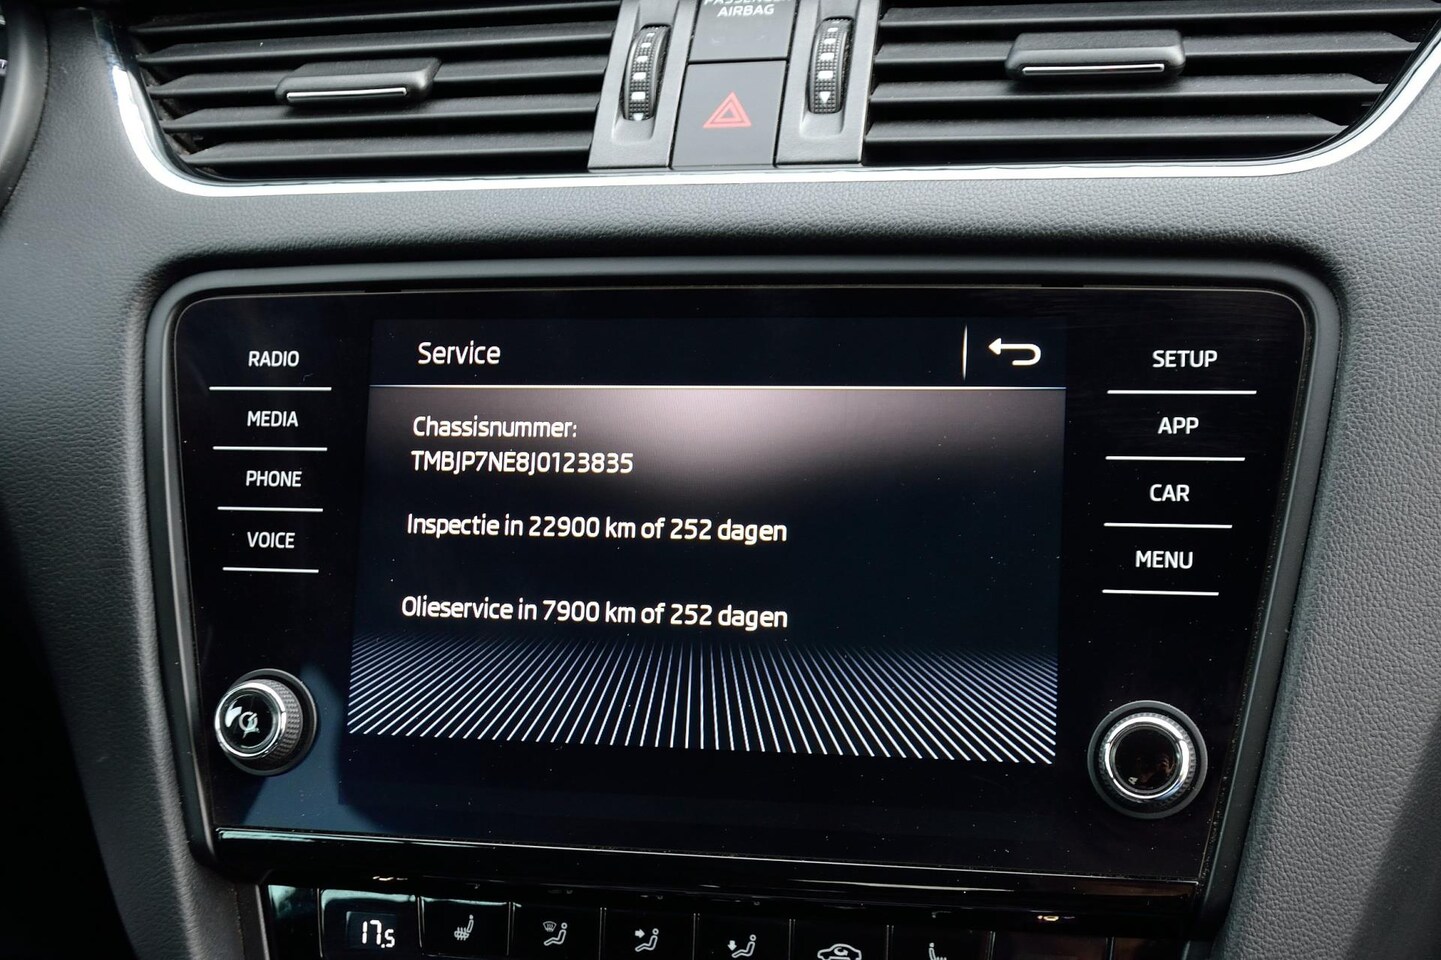 PASSENGER
AIRBAG
RADIO
MEDIA
PHONE
VOICE
Service
Chassisnummer:
TMBJP7NE8J0123835
Inspectie in 22900 km of 252 dagen
Olieservice in 7900 km of 252 dagen
SETUP
APP
CAR
MENU
17.5